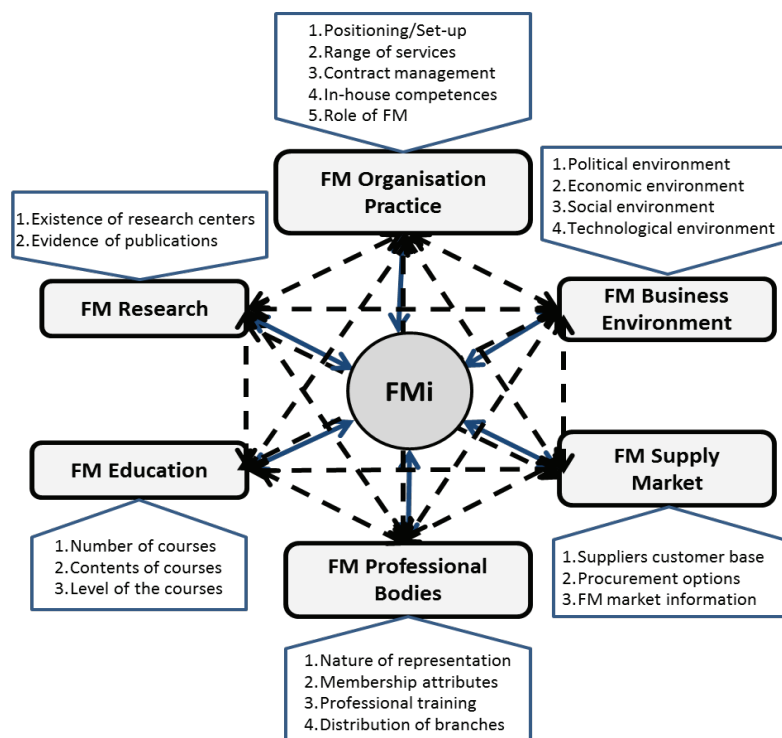 1.Positioning/Set-up
2.Range of services
3.Contract management
4.In-house competences
5.Role of FM
FM Organisation
Practice
1.Political environment
2.Economic environment
3.Social environment
4.Technological environment
1.Existence of research centers
2.Evidence of publications
FM Research
FM Business
Environment
FMi
FM Education
FM Supply
Market
1.Number of courses
2.Contents of courses
3.Level of the courses
FM Professional
Bodies
1.Suppliers customer base
2.Procurement options
3.FM market information
1.Nature of representation
2.Membership attributes
3.Professional training
4.Distribution of branches